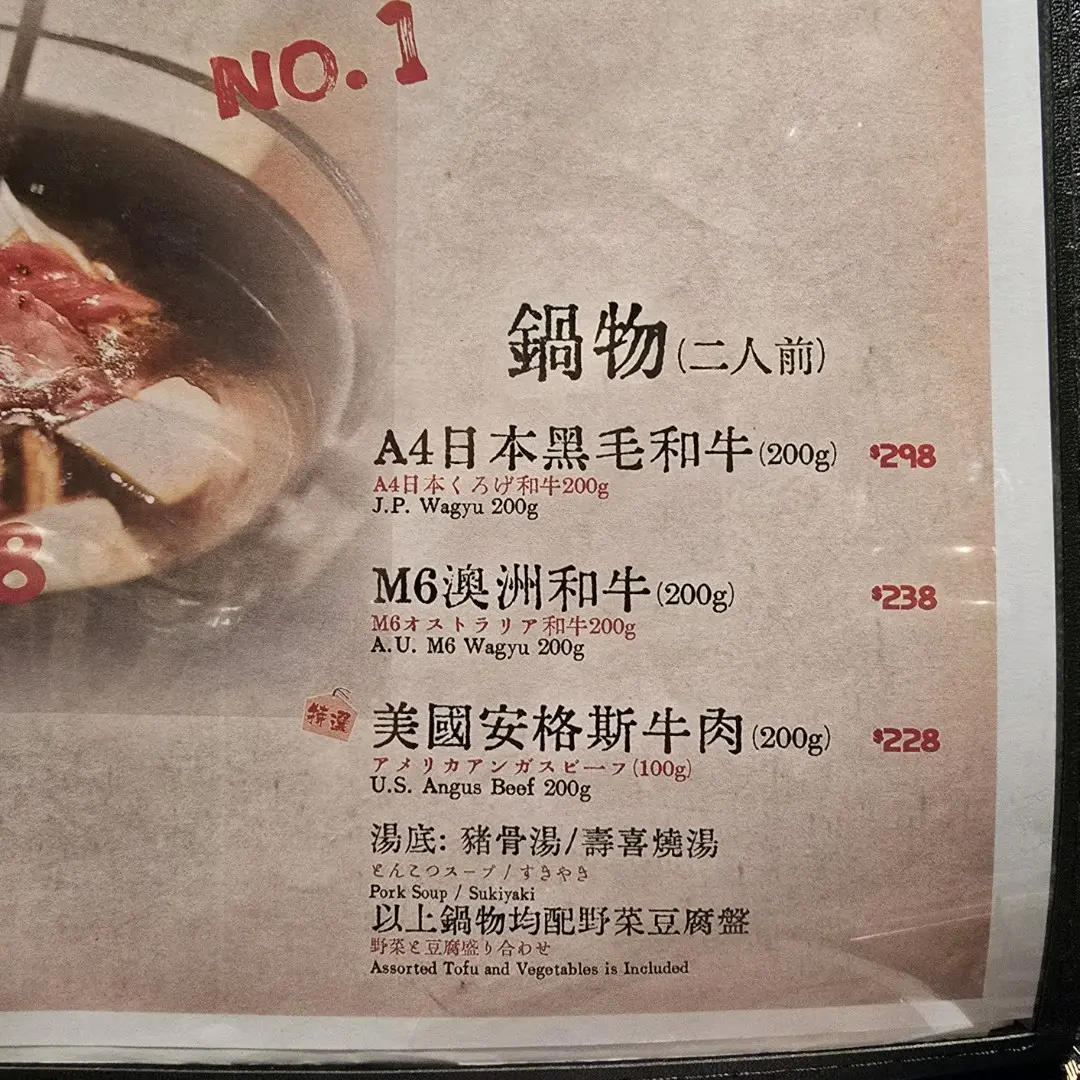 NO.1
鍋物(二人前)
A4日本黑毛和牛(200g) $298
A4日本くろげ和牛200g
J.P. Wagyu 200g
M6澳洲和牛(200g) $238
M6オストラリア和牛200g
A.U. M6 Wagyu 200g
特選
美國安格斯牛肉(200g) $228
アメリカアンガスビーフ(100g)
U.S. Angus Beef 200g
湯底: 豬骨湯/壽喜燒湯
とんこつスープ / すきやき
Pork Soup / Sukiyaki
以上鍋物均配野菜豆腐盤
野菜と豆腐盛り合わせ
Assorted Tofu and Vegetables is Included
8